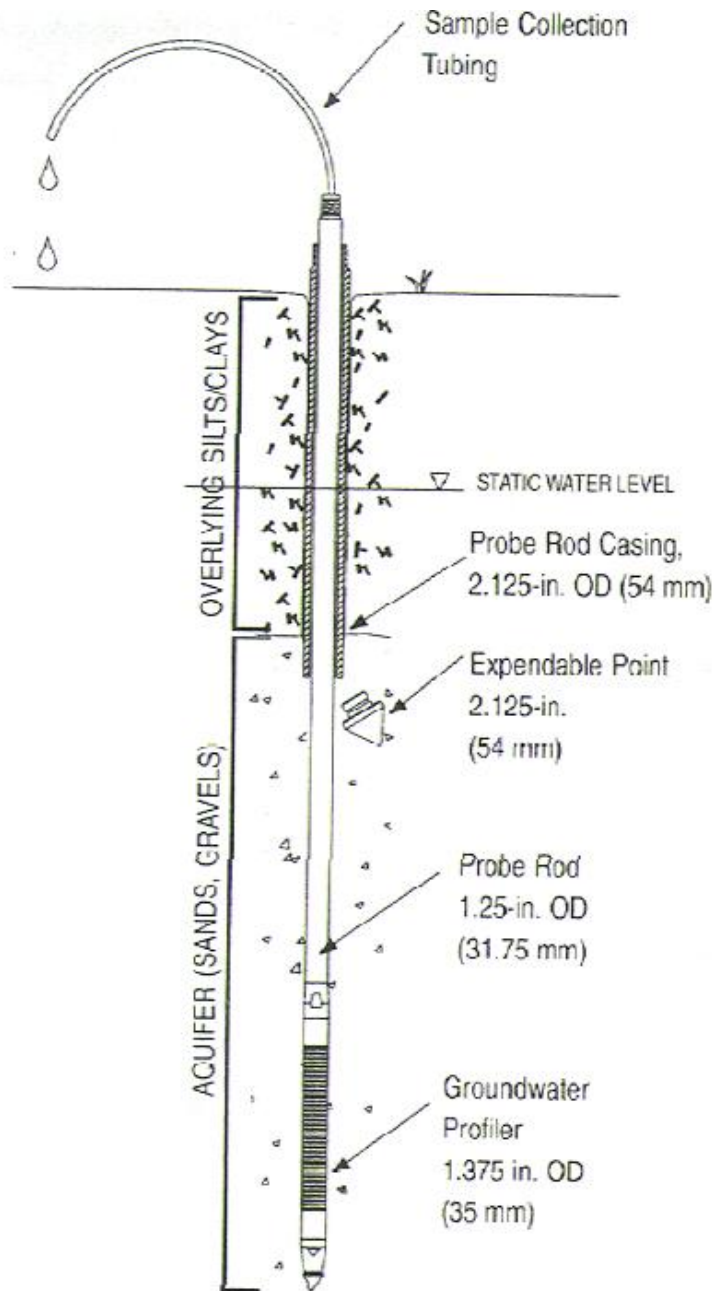 Sample Collection
Tubing
OVERLYING SILTS/CLAYS
STATIC WATER LEVEL
Probe Rod Casing,
2.125-in. OD (54 mm)
Expendable Point
2.125-in.
(54 mm)
AQUIFER (SANDS, GRAVELS)
Probe Rod
1.25-in. OD
(31.75 mm)
Groundwater
Profiler
1.375 in. OD
(35 mm)